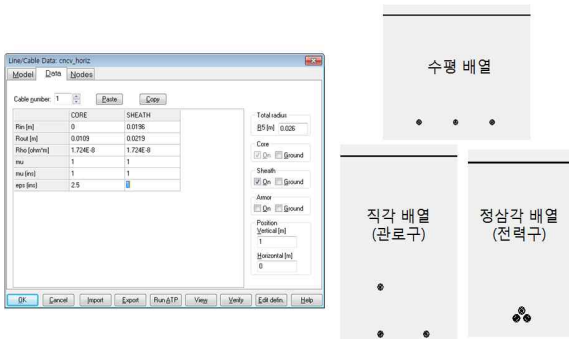 Line/Cable Data: cncv_horiz
Model Data Nodes
Cable number: 1 Paste Copy
CORE SHEATH
Rin [m] 0 0.0196
Rout [m] 0.0109 0.0219
Rho [ohm*m] 1.724E-8 1.724E-8
mu 1 1
mu (ins) 1 1
eps (ins) 2.5 1
Total radius
R5 [m] 0.026
Core
On Ground
Sheath
On Ground
Armor
On Ground
Position
Vertical [m]
1
Horizontal [m]
0
OK Cancel Import Export Run ATP View Verify Edit defin. Help
수평 배열
직각 배열
(관로구)
정삼각 배열
(전력구)